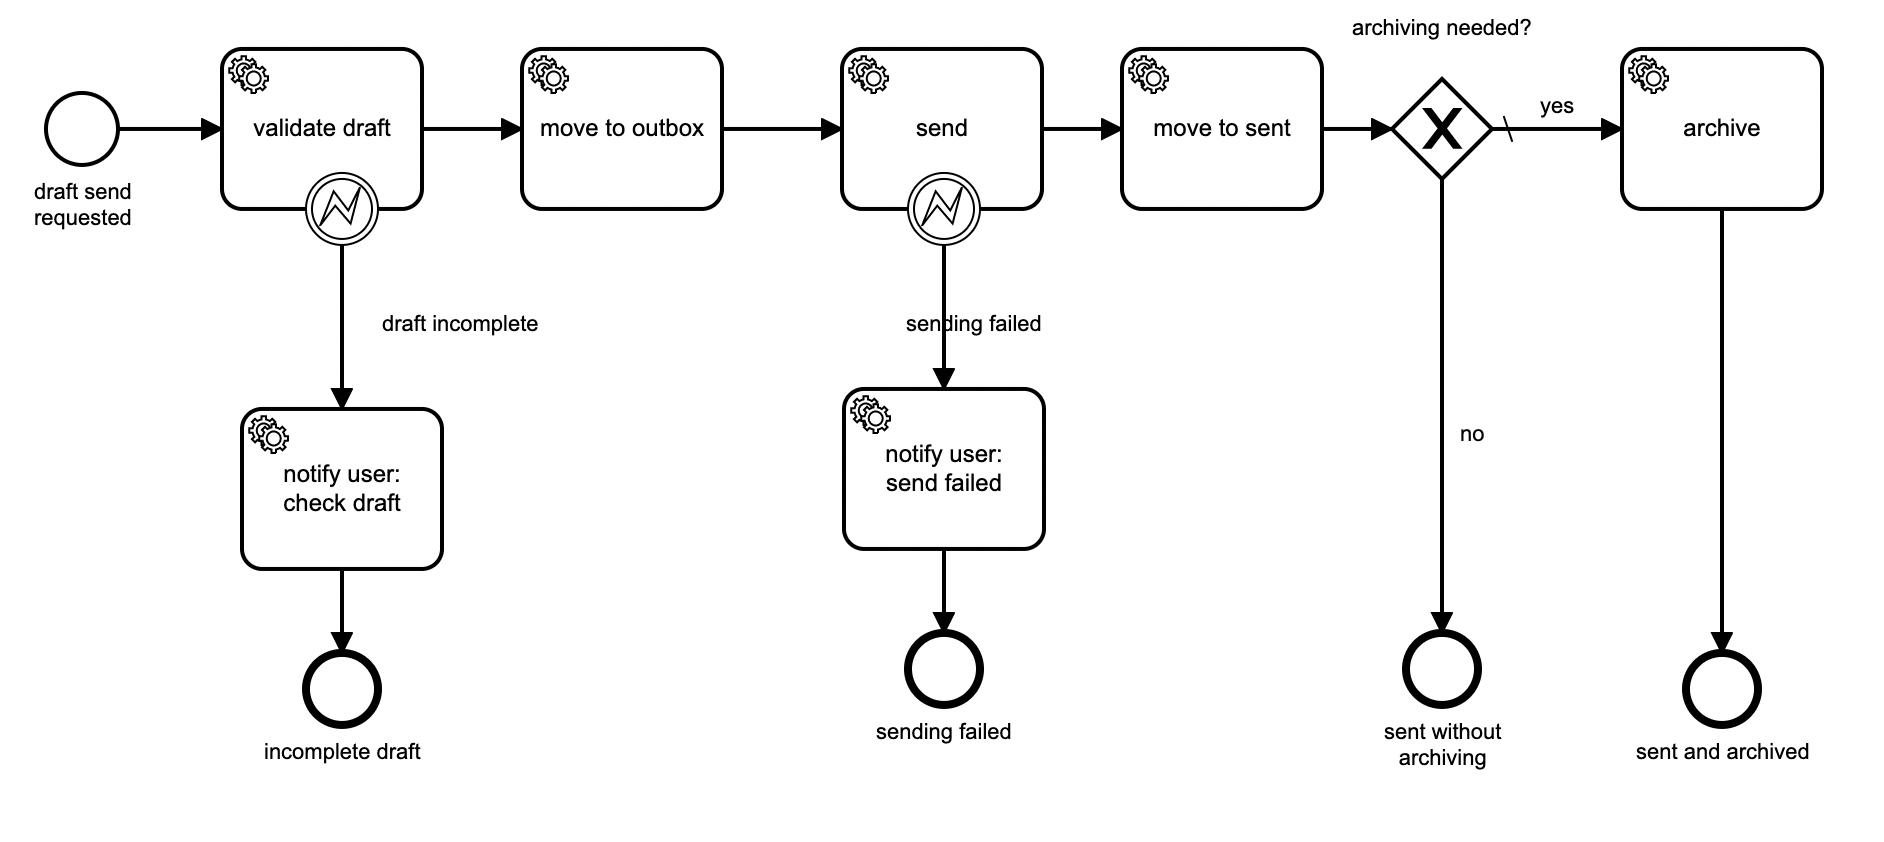 archiving needed?
validate draft
move to outbox
send
move to sent
yes
archive
draft send
requested
draft incomplete
sending failed
no
notify user:
check draft
notify user:
send failed
incomplete draft
sending failed
sent without
archiving
sent and archived